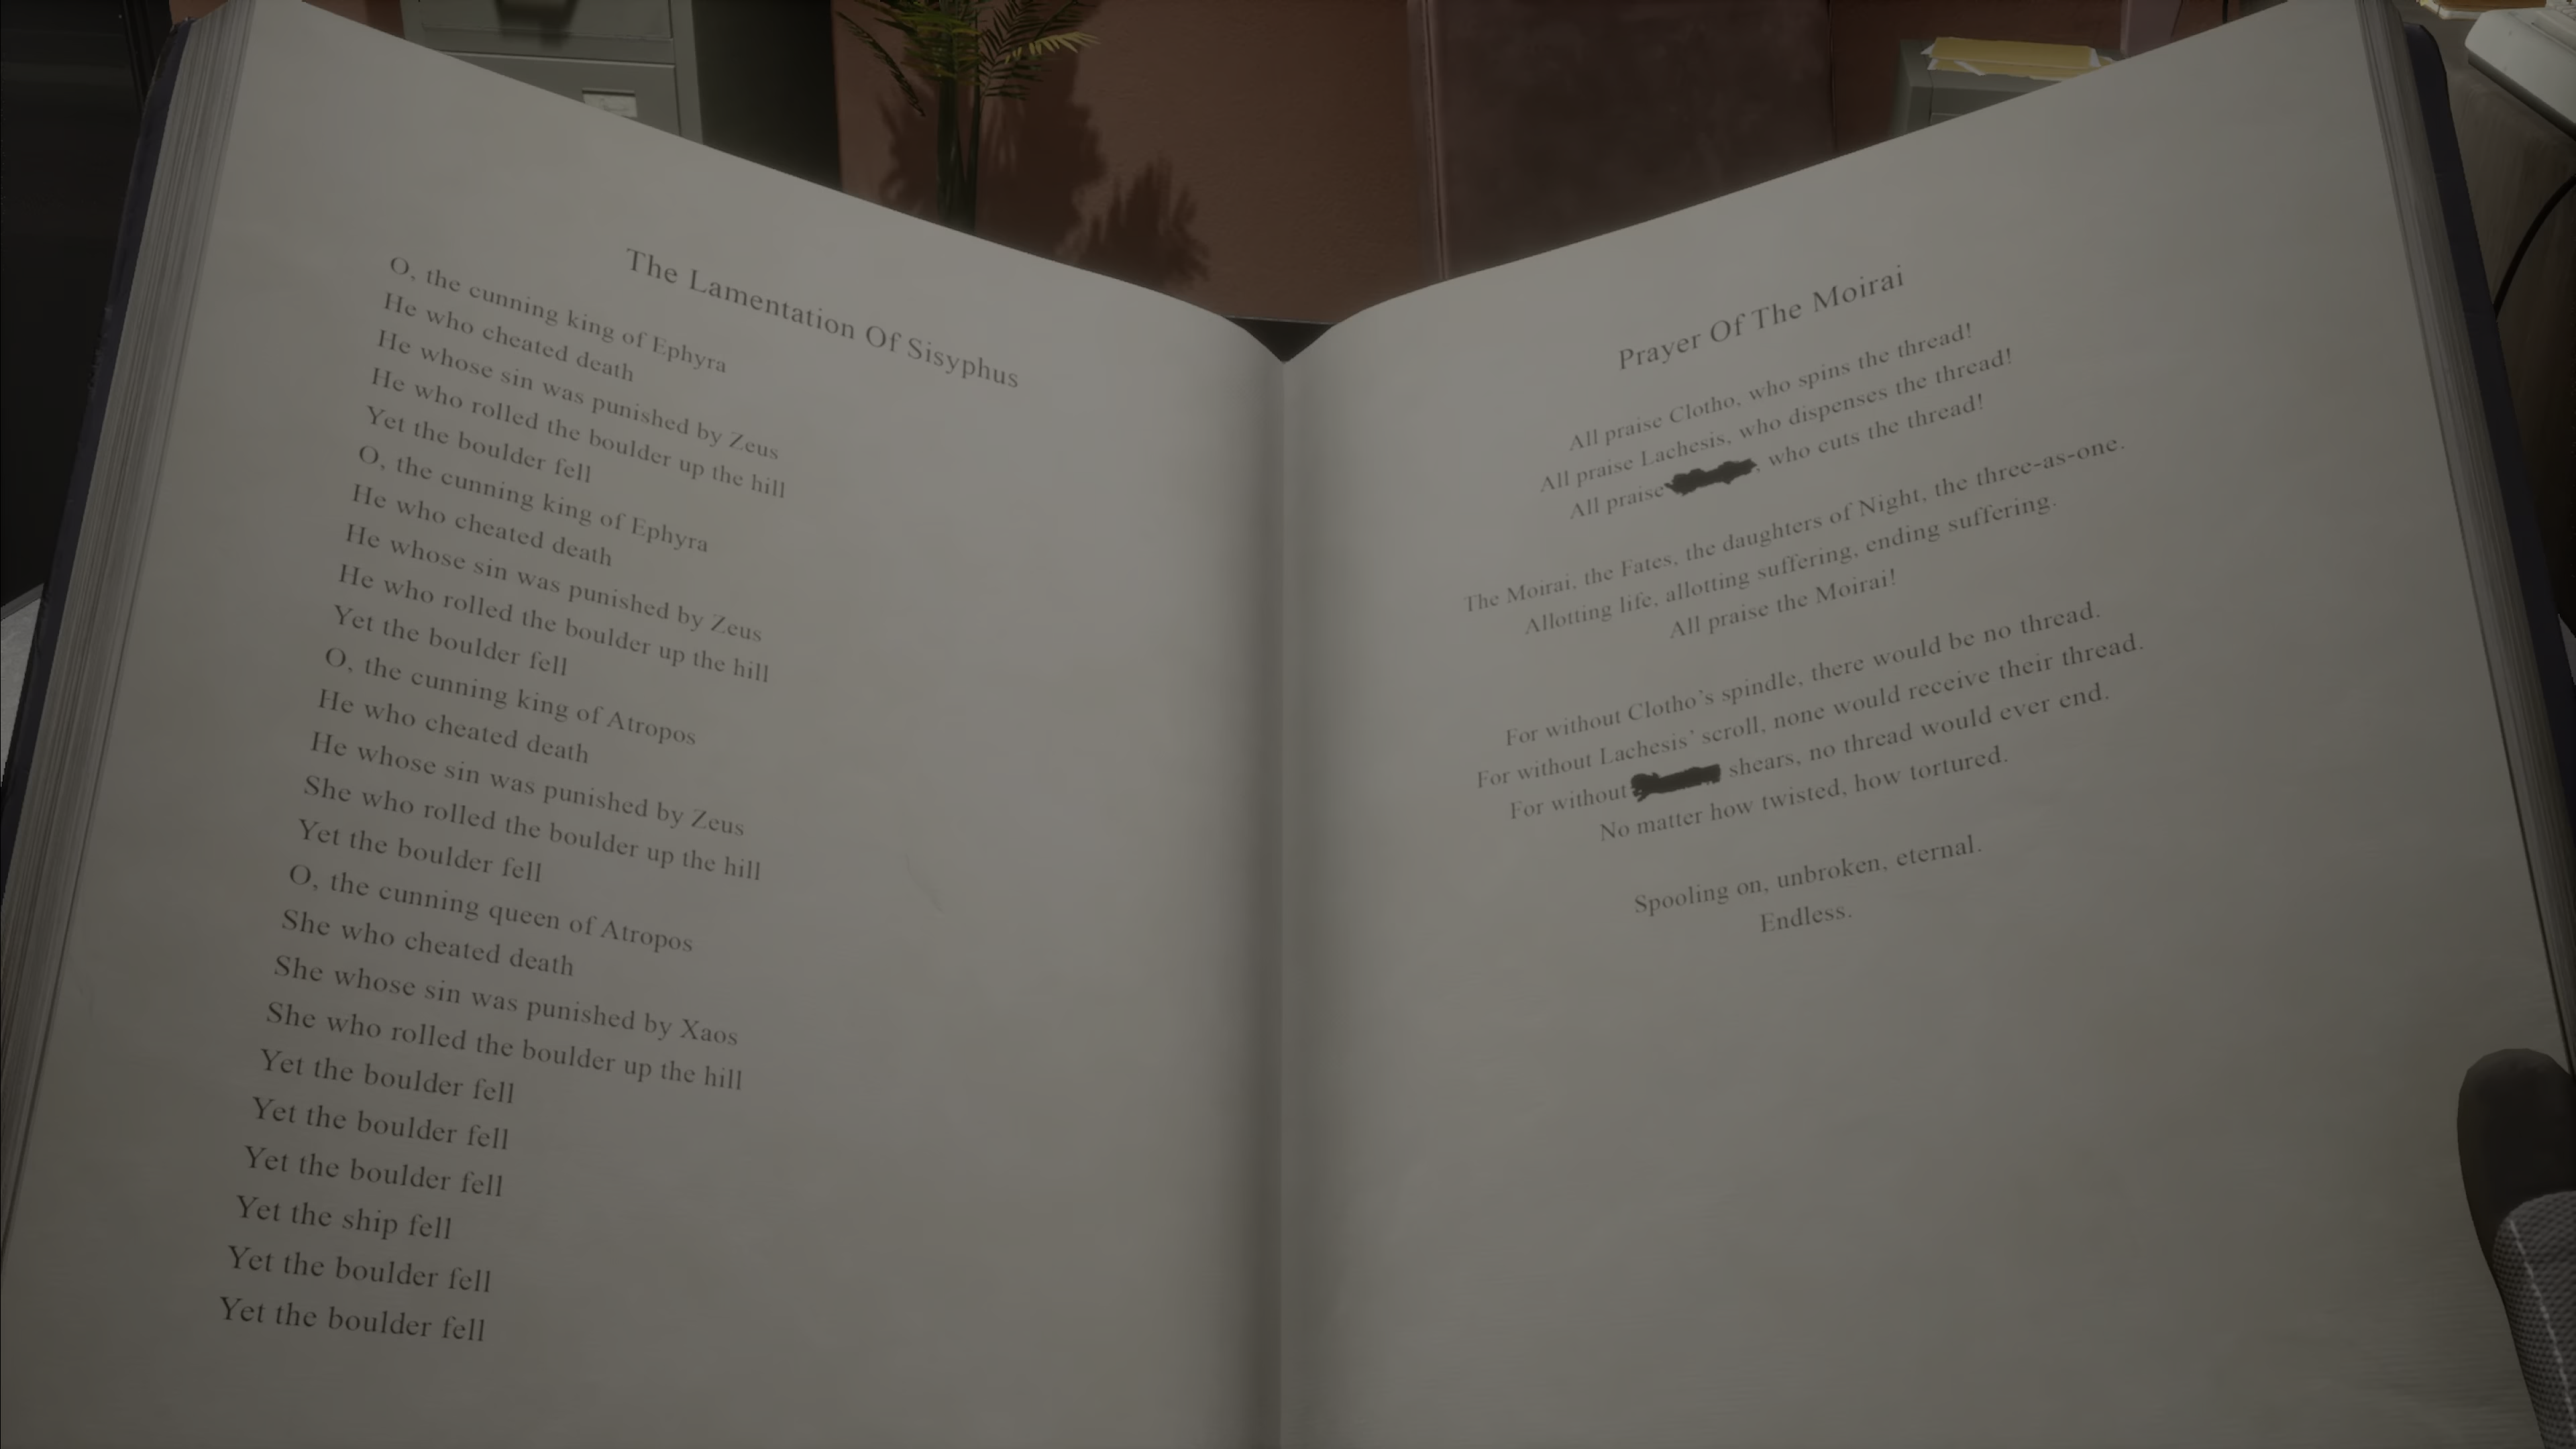 The Lamentation Of Sisyphus
O, the cunning king of Ephyra
He who cheated death
He whose sin was punished by Zeus
He who rolled the boulder up the hill
Yet the boulder fell
O, the cunning king of Ephyra
He who cheated death
He whose sin was punished by Zeus
He who rolled the boulder up the hill
Yet the boulder fell
O, the cunning king of Atropos
He who cheated death
He whose sin was punished by Zeus
She who rolled the boulder up the hill
Yet the boulder fell
O, the cunning queen of Atropos
She who cheated death
She whose sin was punished by Xaos
She who rolled the boulder up the hill
Yet the boulder fell
Yet the boulder fell
Yet the boulder fell
Yet the ship fell
Yet the boulder fell
Yet the boulder fell
Prayer Of The Moirai
All praise Clotho, who spins the thread!
All praise Lachesis, who dispenses the thread!
All praise , who cuts the thread!
The Moirai, the Fates, the daughters of Night, the three-as-one.
Allotting life, allotting suffering, ending suffering.
All praise the Moirai!
For without Clotho's spindle, there would be no thread.
For without Lachesis' scroll, none would receive their thread.
For without shears, no thread would ever end.
No matter how twisted, how tortured.
Spooling on, unbroken, eternal.
Endless.